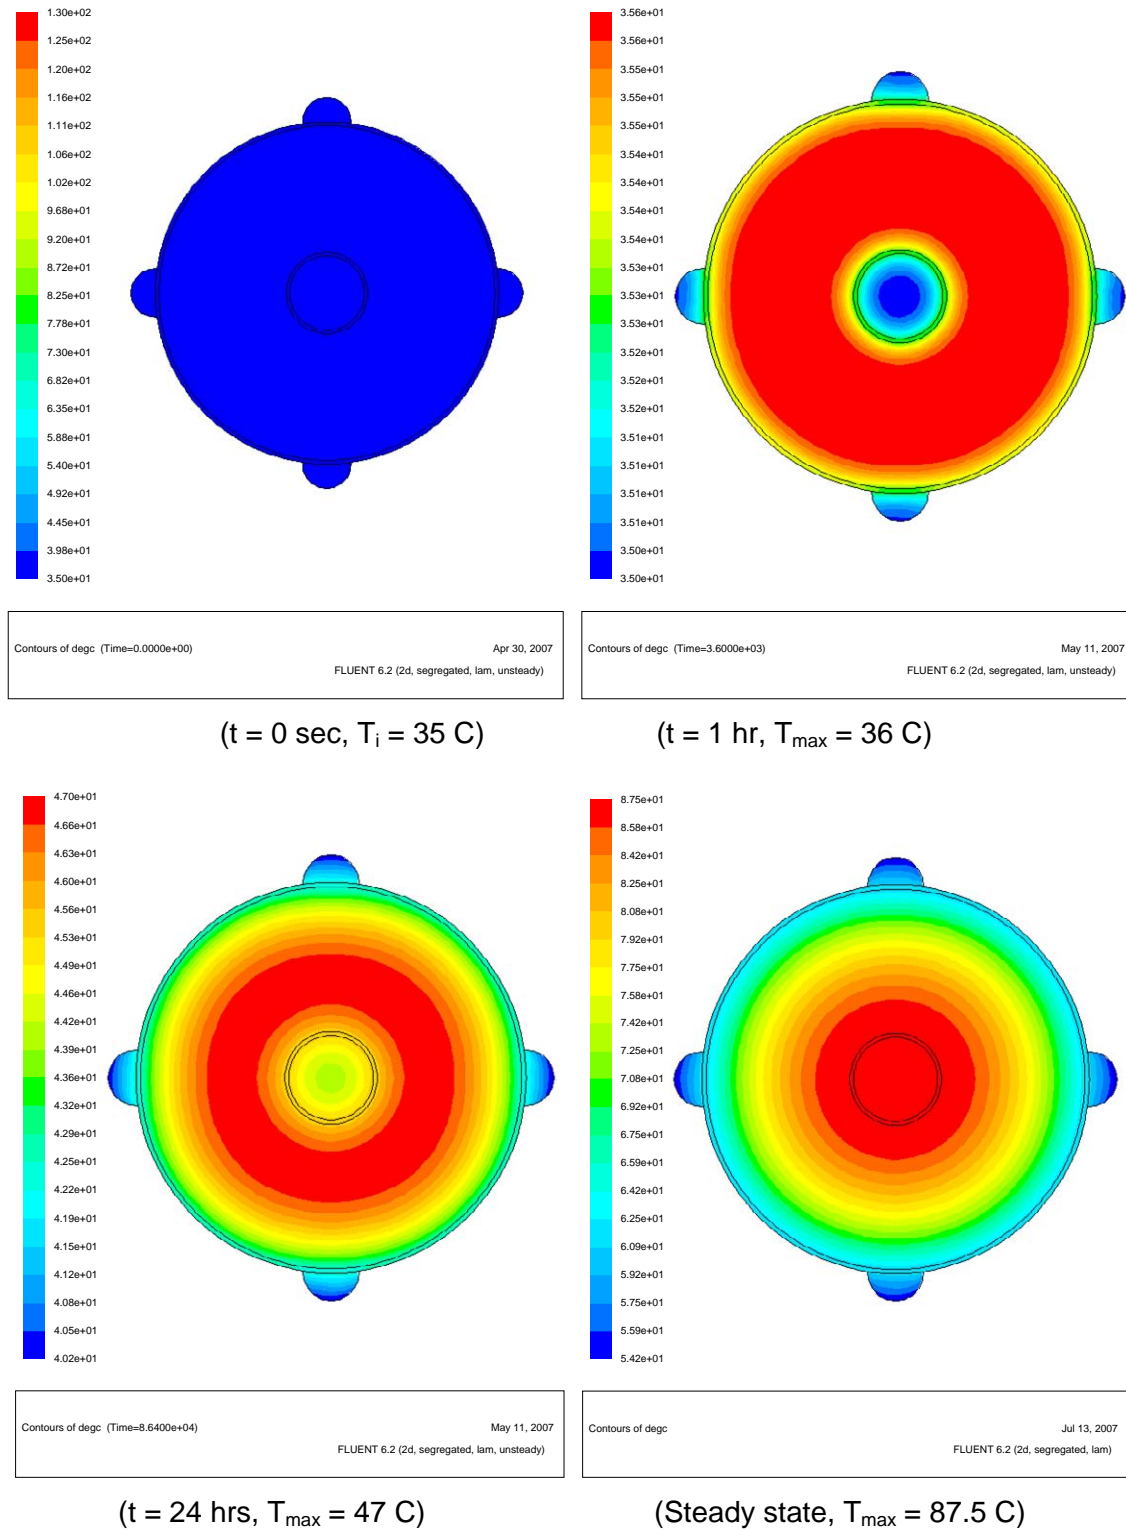 1.30e+02
1.25e+02
1.20e+02
1.16e+02
1.11e+02
1.06e+02
1.02e+02
9.68e+01
9.20e+01
8.72e+01
8.25e+01
7.78e+01
7.30e+01
6.82e+01
6.35e+01
5.88e+01
5.40e+01
4.92e+01
4.45e+01
3.98e+01
3.50e+01
Contours of degc (Time=0.0000e+00)
Apr 30, 2007
FLUENT 6.2 (2d, segregated, lam, unsteady)
(t = 0 sec, Ti = 35 C)
3.56e+01
3.56e+01
3.55e+01
3.55e+01
3.55e+01
3.54e+01
3.54e+01
3.54e+01
3.54e+01
3.53e+01
3.53e+01
3.53e+01
3.52e+01
3.52e+01
3.52e+01
3.51e+01
3.51e+01
3.51e+01
3.51e+01
3.50e+01
3.50e+01
Contours of degc (Time=3.6000e+03)
May 11, 2007
FLUENT 6.2 (2d, segregated, lam, unsteady)
(t = 1 hr, Tmax = 36 C)
4.70e+01
4.66e+01
4.63e+01
4.60e+01
4.56e+01
4.53e+01
4.49e+01
4.46e+01
4.42e+01
4.39e+01
4.36e+01
4.32e+01
4.29e+01
4.25e+01
4.22e+01
4.19e+01
4.15e+01
4.12e+01
4.08e+01
4.05e+01
4.02e+01
Contours of degc (Time=8.6400e+04)
May 11, 2007
FLUENT 6.2 (2d, segregated, lam, unsteady)
(t = 24 hrs, Tmax = 47 C)
8.75e+01
8.58e+01
8.42e+01
8.25e+01
8.08e+01
7.92e+01
7.75e+01
7.58e+01
7.42e+01
7.25e+01
7.08e+01
6.92e+01
6.75e+01
6.59e+01
6.42e+01
6.25e+01
6.09e+01
5.92e+01
5.75e+01
5.59e+01
5.42e+01
Contours of degc
Jul 13, 2007
FLUENT 6.2 (2d, segregated, lam)
(Steady state, Tmax = 87.5 C)